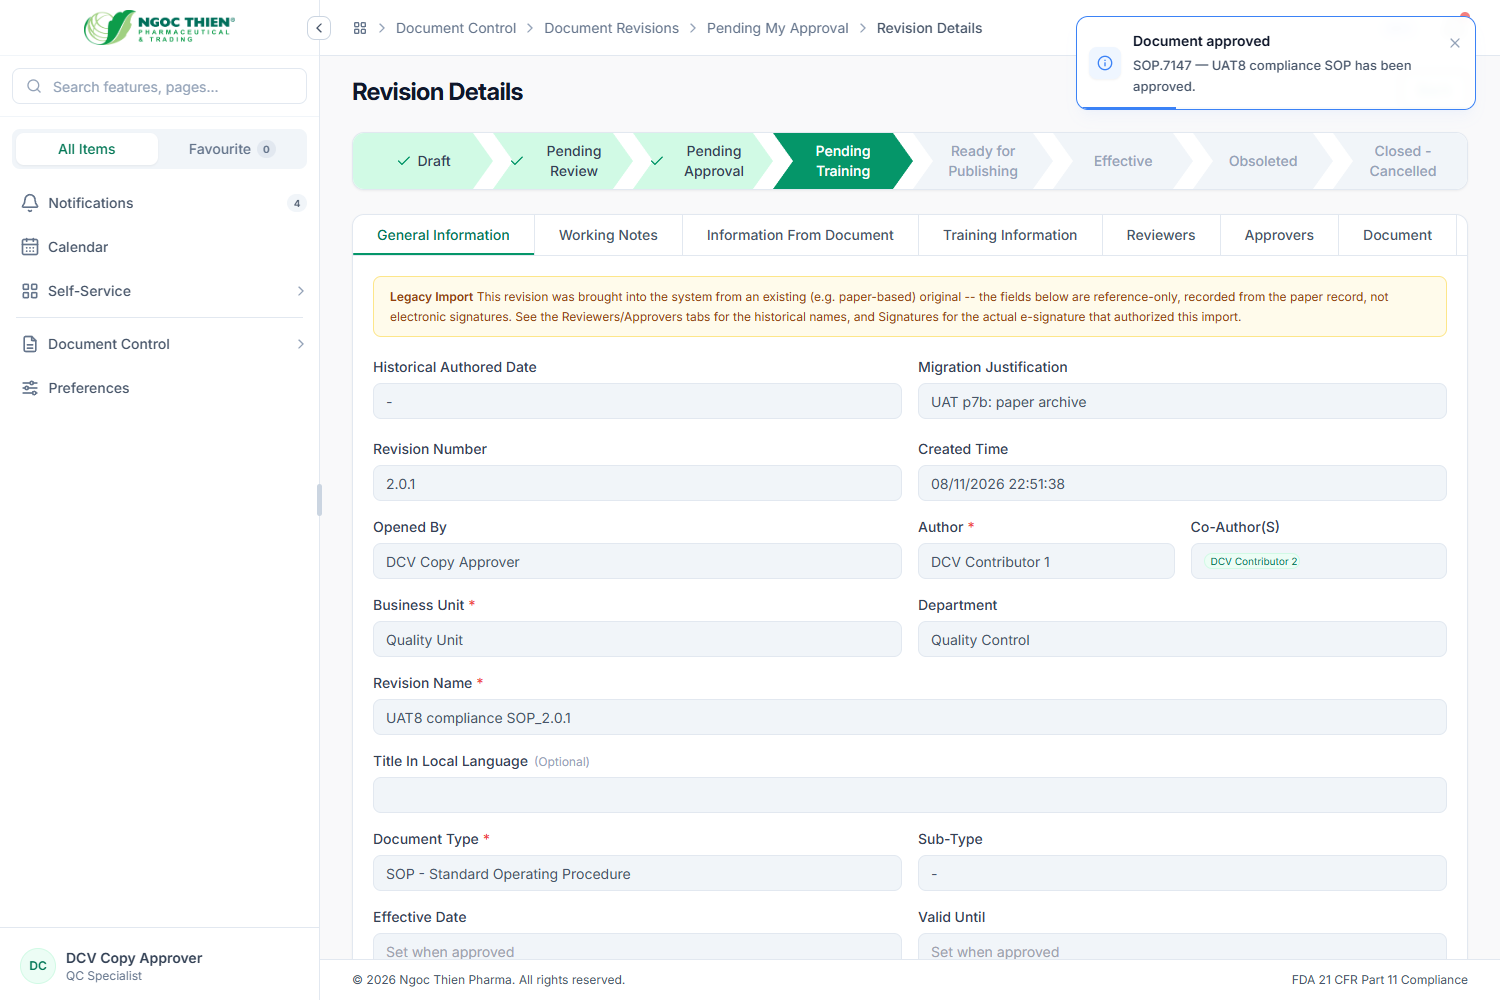 NGOC THIEN®
PHARMACEUTICAL
& TRADING
Search features, pages...
All Items
Favourite 0
Notifications 4
Calendar
Self-Service
Document Control
Preferences
DC
DCV Copy Approver
QC Specialist
Document Control
Document Revisions
Pending My Approval
Revision Details
Document approved
SOP.7147 — UAT8 compliance SOP has been
approved.
Revision Details
Draft
Pending
Review
Pending
Approval
Pending
Training
Ready for
Publishing
Effective
Obsoleted
Closed -
Cancelled
General Information
Working Notes
Information From Document
Training Information
Reviewers
Approvers
Document
Legacy Import This revision was brought into the system from an existing (e.g. paper-based) original -- the fields below are reference-only, recorded from the paper record, not
electronic signatures. See the Reviewers/Approvers tabs for the historical names, and Signatures for the actual e-signature that authorized this import.
Historical Authored Date
-
Migration Justification
UAT p7b: paper archive
Revision Number
2.0.1
Created Time
08/11/2026 22:51:38
Opened By
DCV Copy Approver
Author *
DCV Contributor 1
Co-Author(S)
DCV Contributor 2
Business Unit *
Quality Unit
Department
Quality Control
Revision Name *
UAT8 compliance SOP_2.0.1
Title In Local Language (Optional)
Document Type *
SOP - Standard Operating Procedure
Sub-Type
-
Effective Date
Set when approved
Valid Until
Set when approved
© 2026 Ngoc Thien Pharma. All rights reserved.
FDA 21 CFR Part 11 Compliance